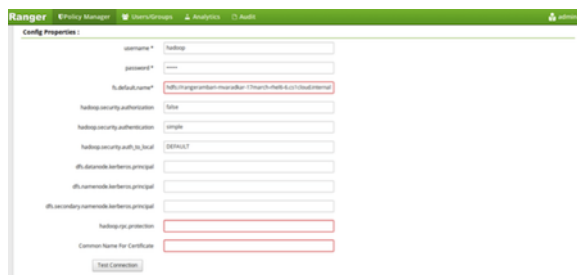 Ranger Policy Manager Users/Groups Analytics Audit admin
Config Properties :
username * hadoop
password * •••••
fs.default.name*
hadoop.security.authorization false
hadoop.security.authentication simple
hadoop.security.auth_to_local DEFAULT
dfs.datanode.kerberos.principal
dfs.namenode.kerberos.principal
dfs.secondary.namenode.kerberos.principal
hadoop.rpc.protection
Common Name For Certificate
Test Connection